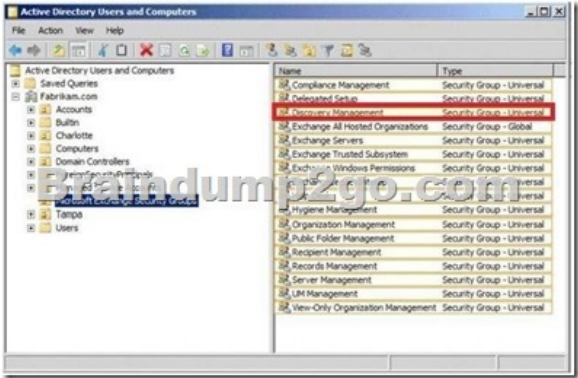 Active Directory Users and Computers
File Action View Help
Active Directory Users and Computers
Saved Queries
Fabrikam.com
Accounts
Builtin
Charlotte
Computers
Domain Controllers
ForeignSecurityPrincipals
Microsoft Exchange Security Groups
Tampa
Users
Name Type
Compliance Management Security Group - Universal
Delegated Setup Security Group - Universal
Discovery Management Security Group - Universal
Exchange All Hosted Organizations Security Group - Global
Exchange Servers Security Group - Universal
Exchange Trusted Subsystem Security Group - Universal
Exchange Windows Permissions Security Group - Universal
Braindump2go.com
Hygiene Management Security Group - Universal
Organization Management Security Group - Universal
Public Folder Management Security Group - Universal
Recipient Management Security Group - Universal
Records Management Security Group - Universal
Server Management Security Group - Universal
UM Management Security Group - Universal
View-Only Organization Management Security Group - Universal